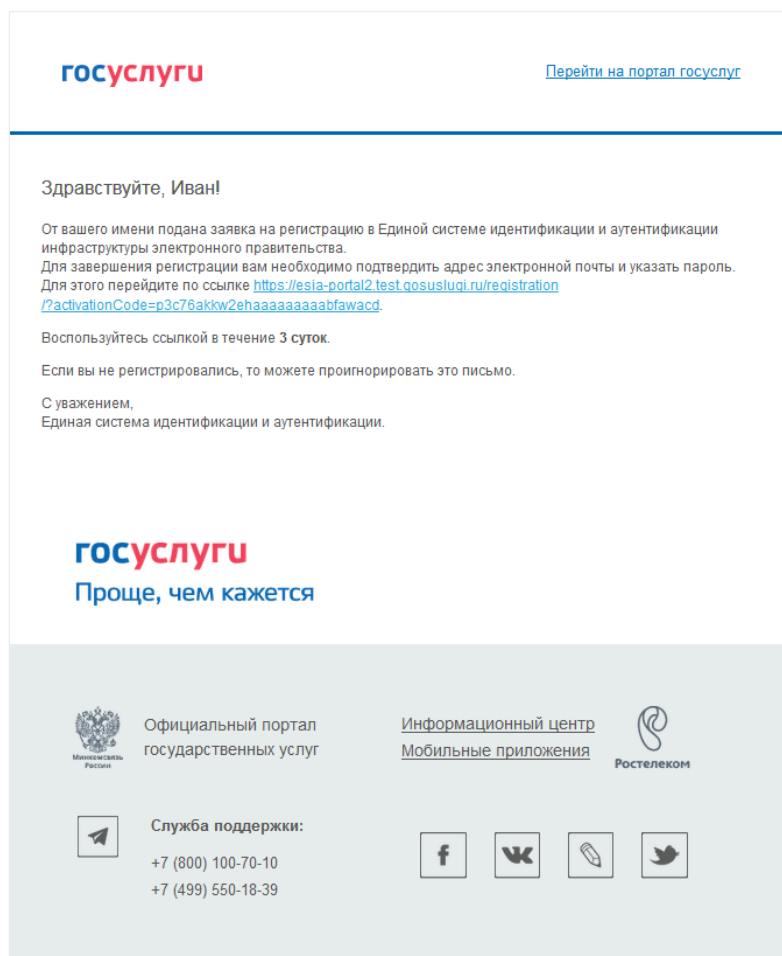 госуслуги
Перейти на портал госуслуг
Здравствуйте, Иван!
От вашего имени подана заявка на регистрацию в Единой системе идентификации и аутентификации
инфраструктуры электронного правительства.
Для завершения регистрации вам необходимо подтвердить адрес электронной почты и указать пароль.
Для этого перейдите по ссылке https://esia-portal2.test.gosuslugi.ru/registration
/?activationCode=p3c76akkw2ehaaaaaaaaabfawacd.
Воспользуйтесь ссылкой в течение 3 суток.
Если вы не регистрировались, то можете проигнорировать это письмо.
С уважением,
Единая система идентификации и аутентификации.
госуслуги
Проще, чем кажется
Официальный портал
государственных услуг
Минкомсвязь
России
Информационный центр
Мобильные приложения
Ростелеком
Служба поддержки:
+7 (800) 100-70-10
+7 (499) 550-18-39